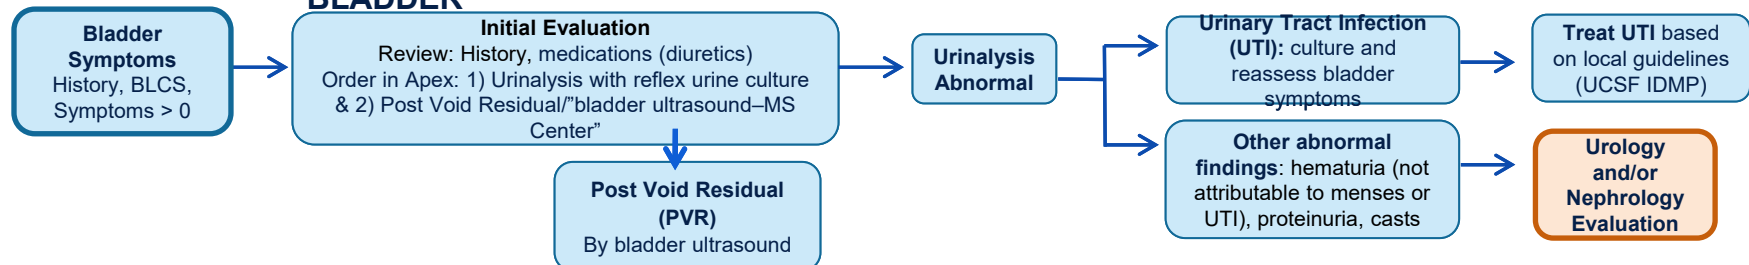 BLADDER
Bladder
Symptoms
History, BLCS,
Symptoms > 0
Initial Evaluation
Review: History, medications (diuretics)
Order in Apex: 1) Urinalysis with reflex urine culture
& 2) Post Void Residual/”bladder ultrasound–MS
Center”
Post Void Residual
(PVR)
By bladder ultrasound
Urinalysis
Abnormal
Urinary Tract Infection
(UTI): culture and
reassess bladder
symptoms
Treat UTI based
on local guidelines
(UCSF IDMP)
Other abnormal
findings: hematuria (not
attributable to menses or
UTI), proteinuria, casts
Urology
and/or
Nephrology
Evaluation